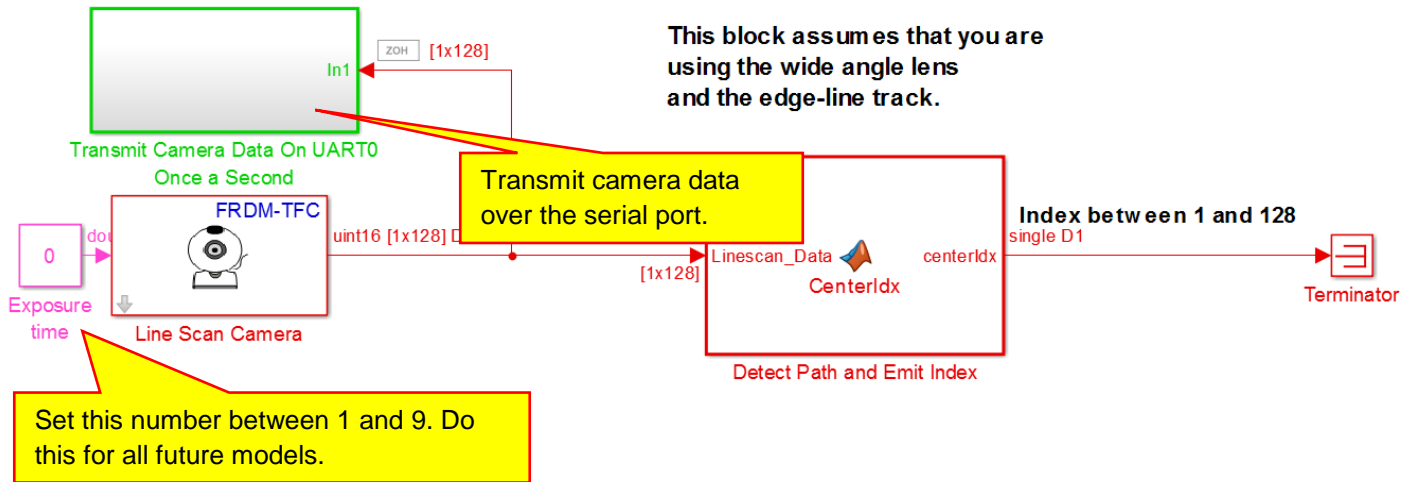 This block assumes that you are
using the wide angle lens
and the edge-line track.
ZOH [1x128]
In1
Transmit Camera Data On UART0
Once a Second
Transmit camera data
over the serial port.
FRDM-TFC
0
Exposure
time
Line Scan Camera
uint16 [1x128]
[1x128]
Linescan_Data
CenterIdx
centerIdx
Detect Path and Emit Index
Index between 1 and 128
single D1
Terminator
Set this number between 1 and 9. Do
this for all future models.